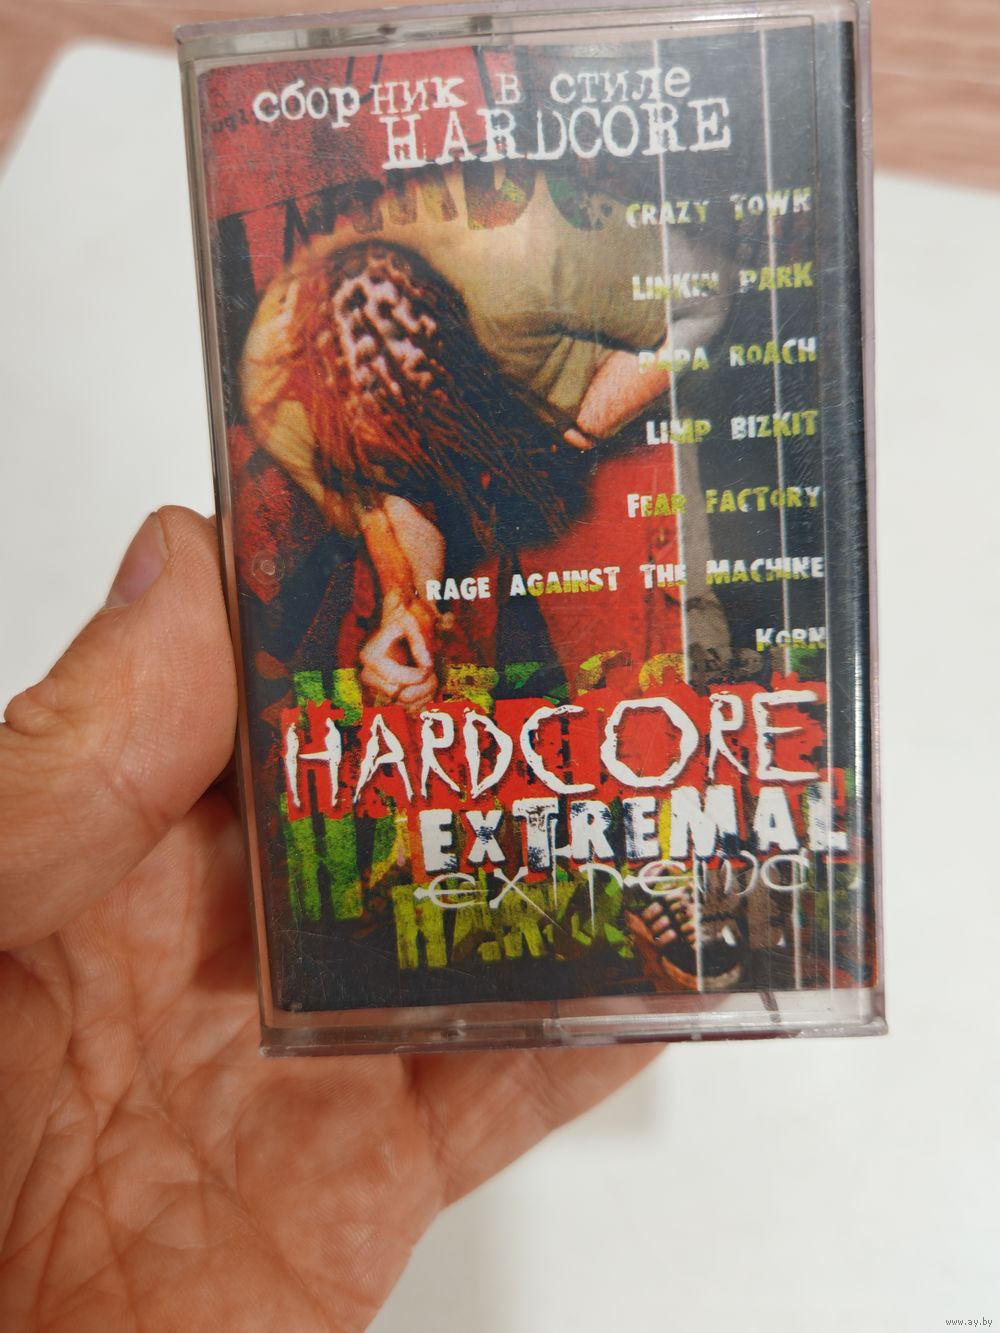 сборник в стиле
HARDCORE
CRAZY TOWN
LINKIN PARK
PAPA ROACH
LIMP BIZKIT
FEAR FACTORY
RAGE AGAINST THE MACHINE
KORN
HARDCORE
EXTREMAL
extreme
www.ay.by